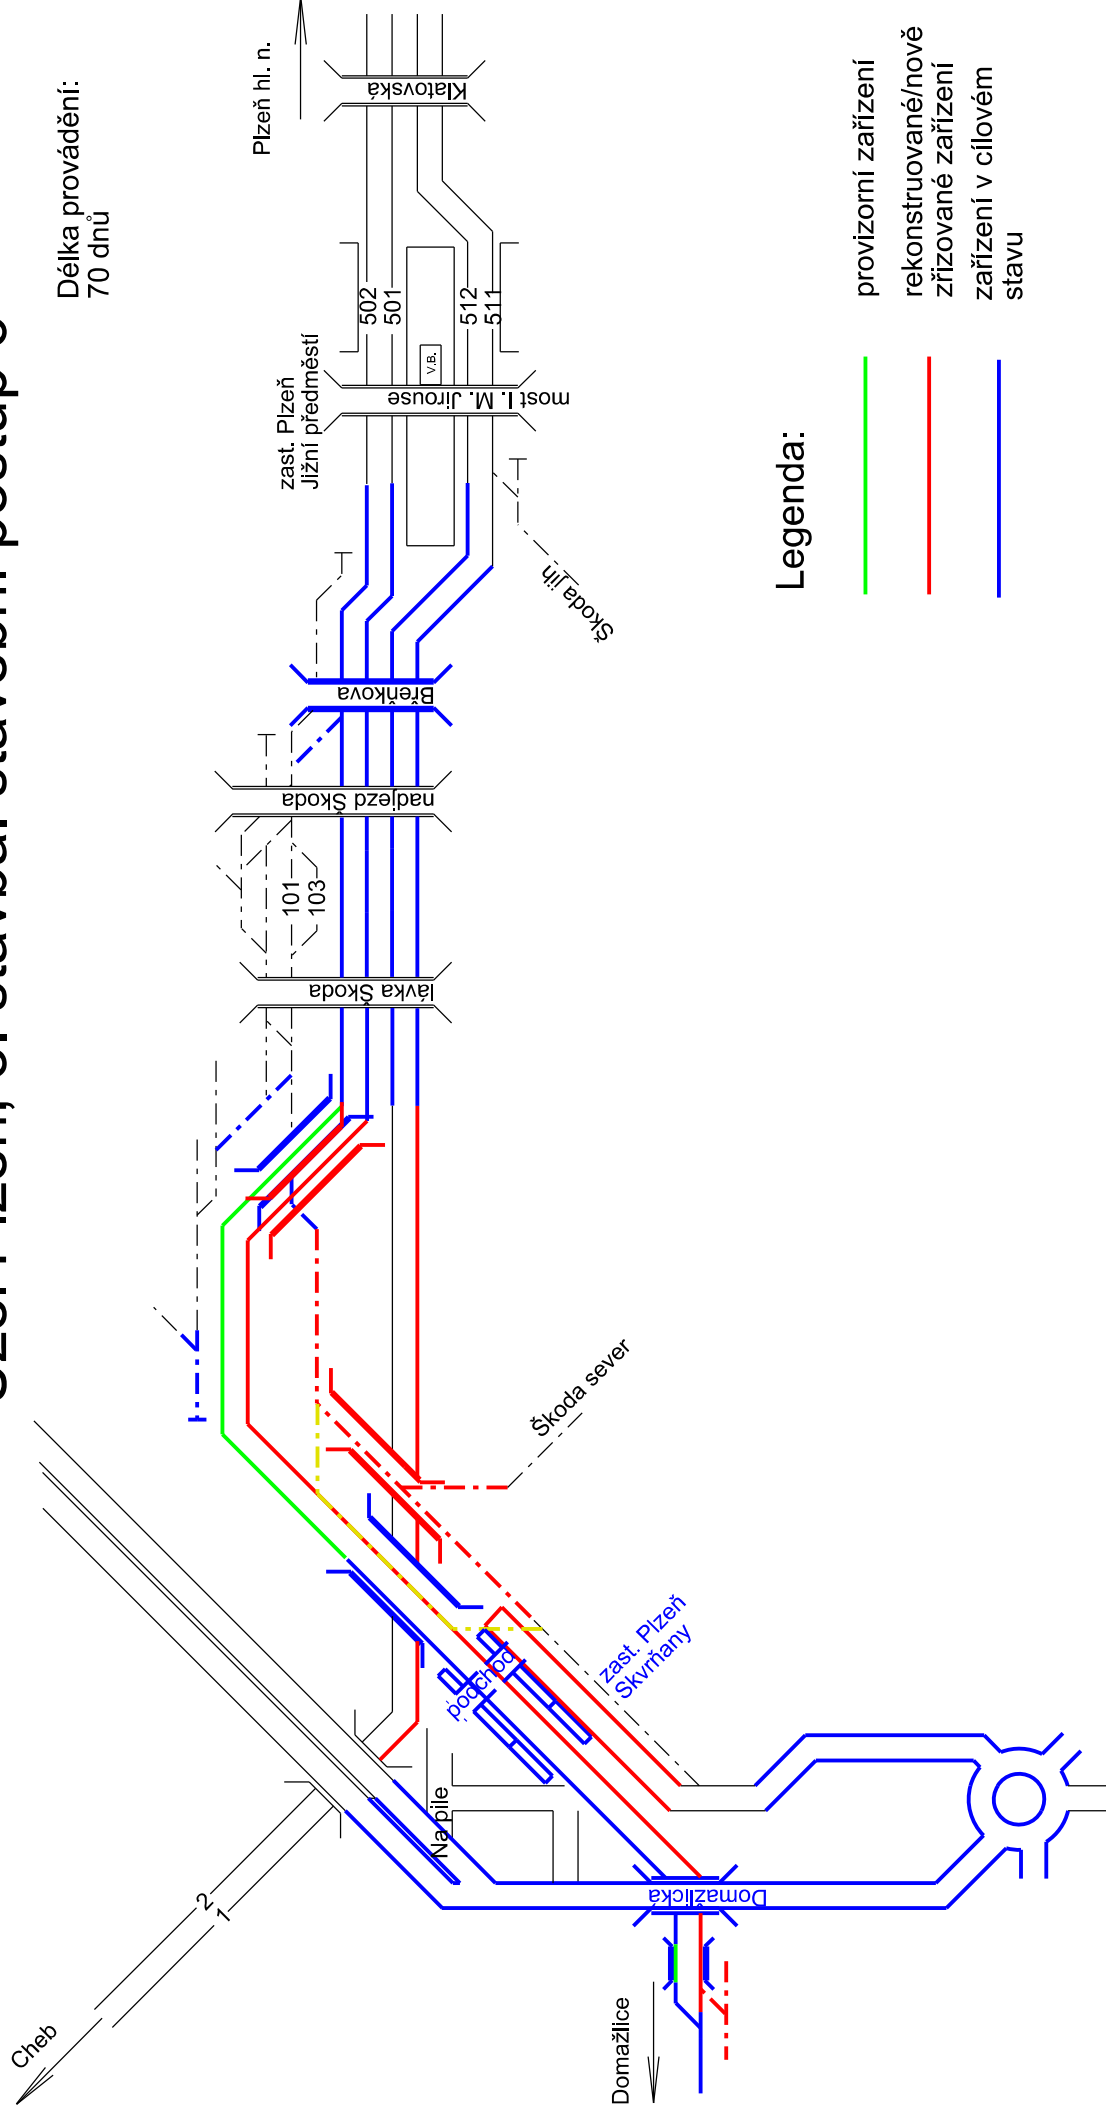 stavební postup
Délka provádění:
70 dnů
Plzeň hl. n.
Klatovská
zast. Plzeň
Jižní předměstí
502
501
512
511
V.B.
most I. M. Jirouse
Škoda jih
Břeňkova
nadjezd Škoda
101
103
lávka Škoda
Škoda sever
zast. Plzeň
Skvrňany
podchod
Na pile
Domažlická
2
1
Cheb
Domažlice
Legenda:
provizorní zařízení
rekonstruované/nově
zřizované zařízení
zařízení v cílovém
stavu